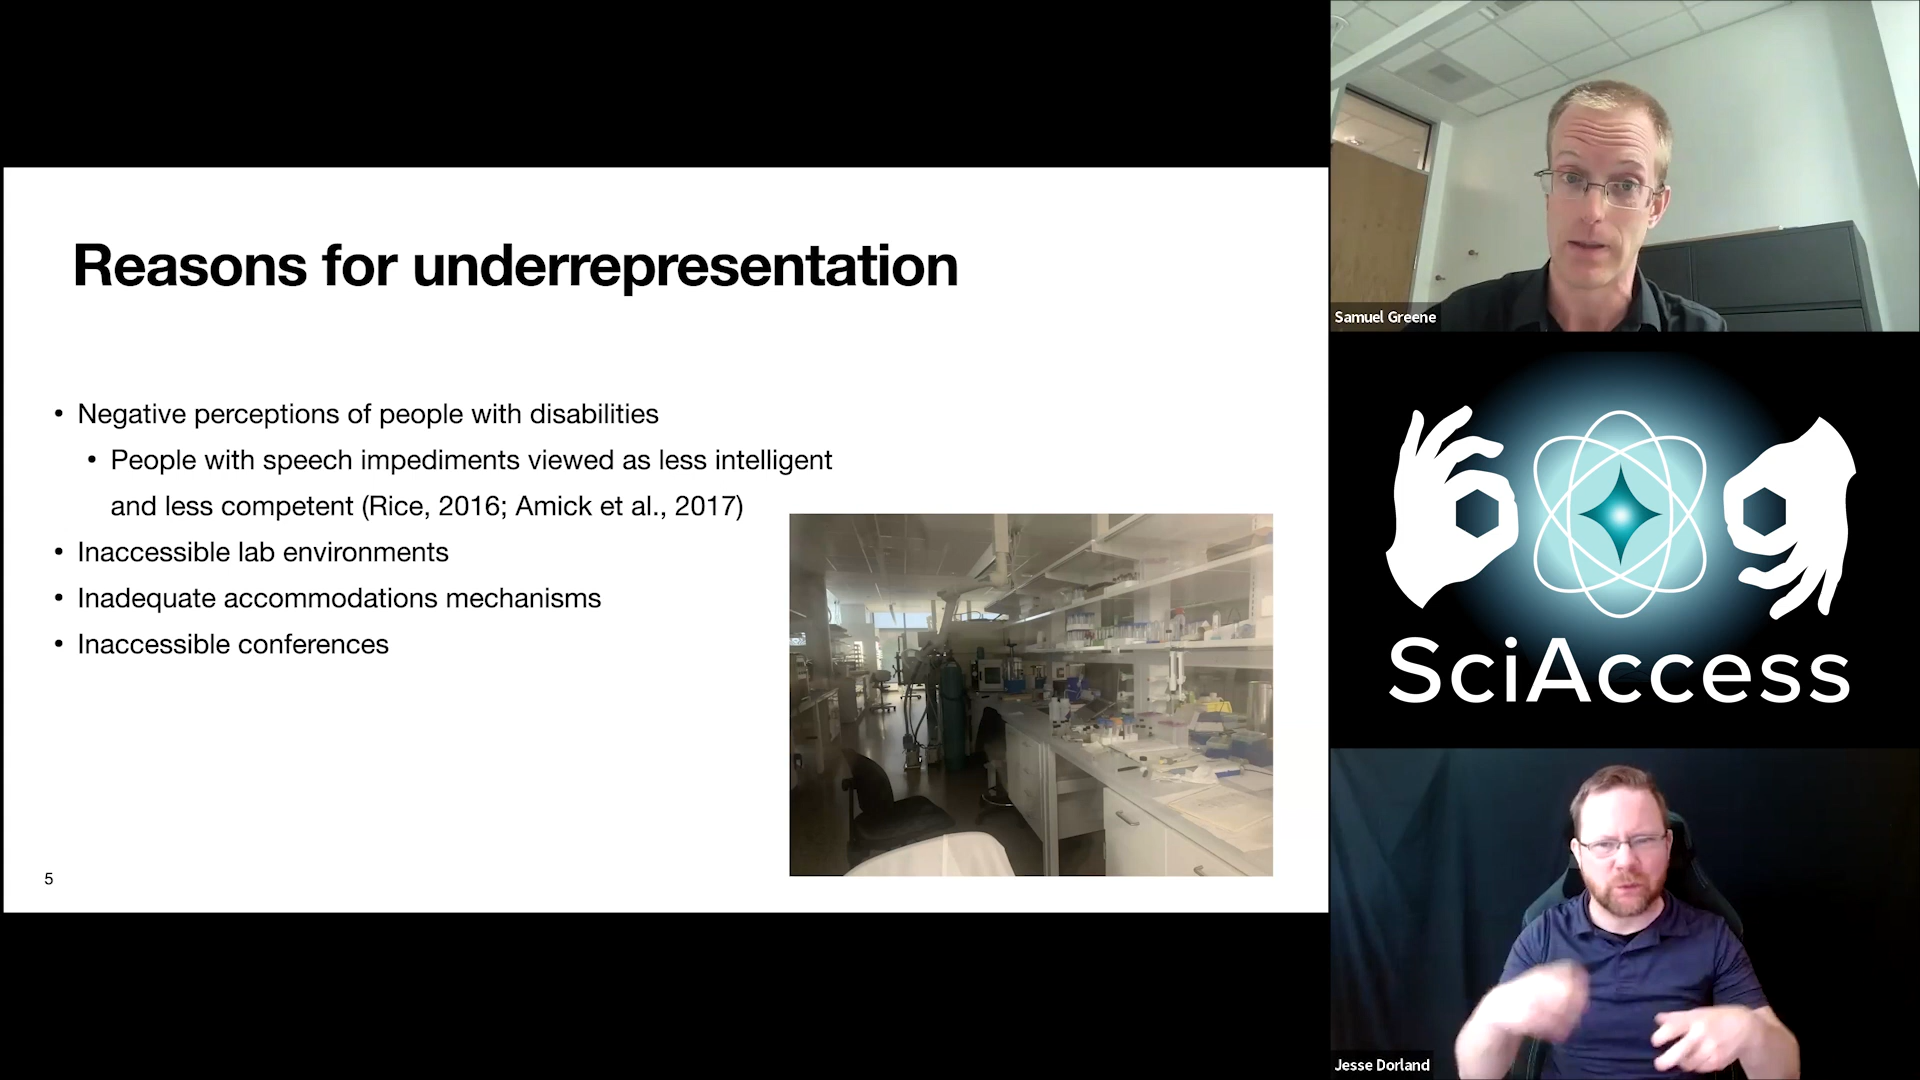 Reasons for underrepresentation
• Negative perceptions of people with disabilities
• People with speech impediments viewed as less intelligent
and less competent (Rice, 2016; Amick et al., 2017)
• Inaccessible lab environments
• Inadequate accommodations mechanisms
• Inaccessible conferences
5
Samuel Greene
SciAccess
Jesse Dorland